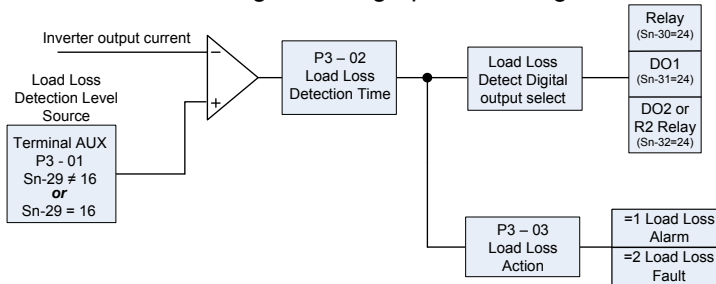 Inverter output current
Load Loss
Detection Level
Source
Terminal AUX
P3 - 01
Sn-29 ≠ 16
or
Sn-29 = 16
−
+
P3 – 02
Load Loss
Detection Time
Load Loss
Detect Digital
output select
Relay
(Sn-30=24)
DO1
(Sn-31=24)
DO2 or
R2 Relay
(Sn-32=24)
P3 – 03
Load Loss
Action
=1 Load Loss
Alarm
=2 Load Loss
Fault